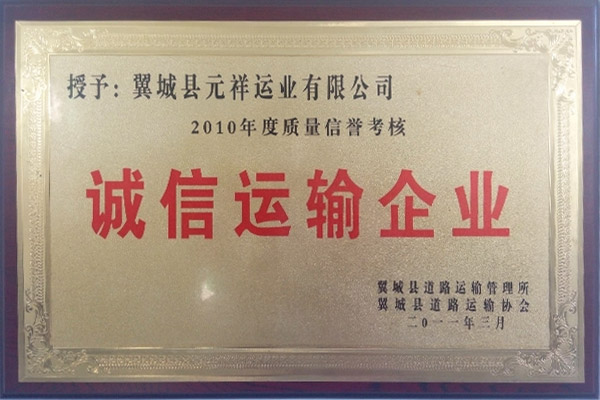 授予：翼城县元祥运业有限公司
2010年度质量信誉考核
诚信运输企业
翼城县道路运输管理所
翼城县道路运输协会
二〇一一年三月